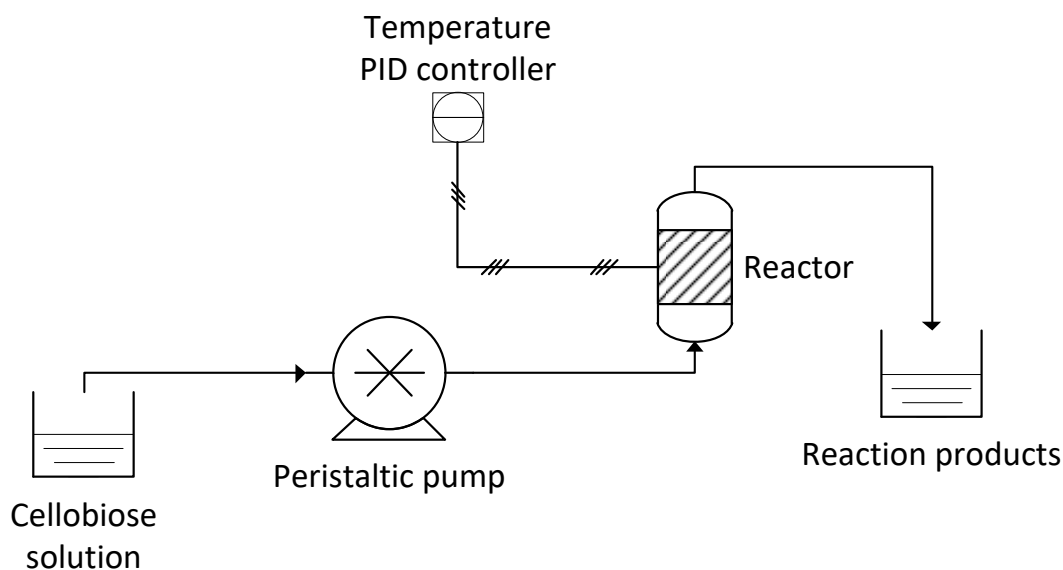 Temperature
PID controller
Reactor
Peristaltic pump
Reaction products
Cellobiose
solution